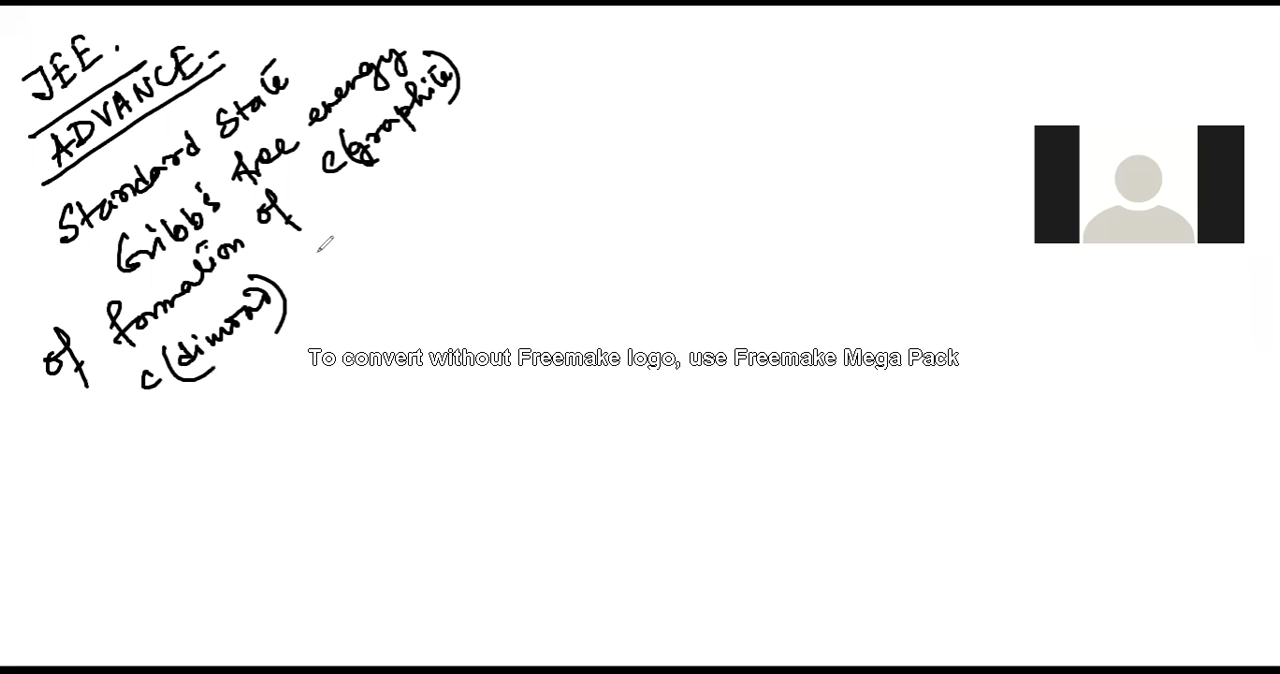 JEE.
ADVANCE-
Standard State
Gribb's free energy
of formation of C(graphite)
C(dimond)
To convert without Freemake logo, use Freemake Mega Pack